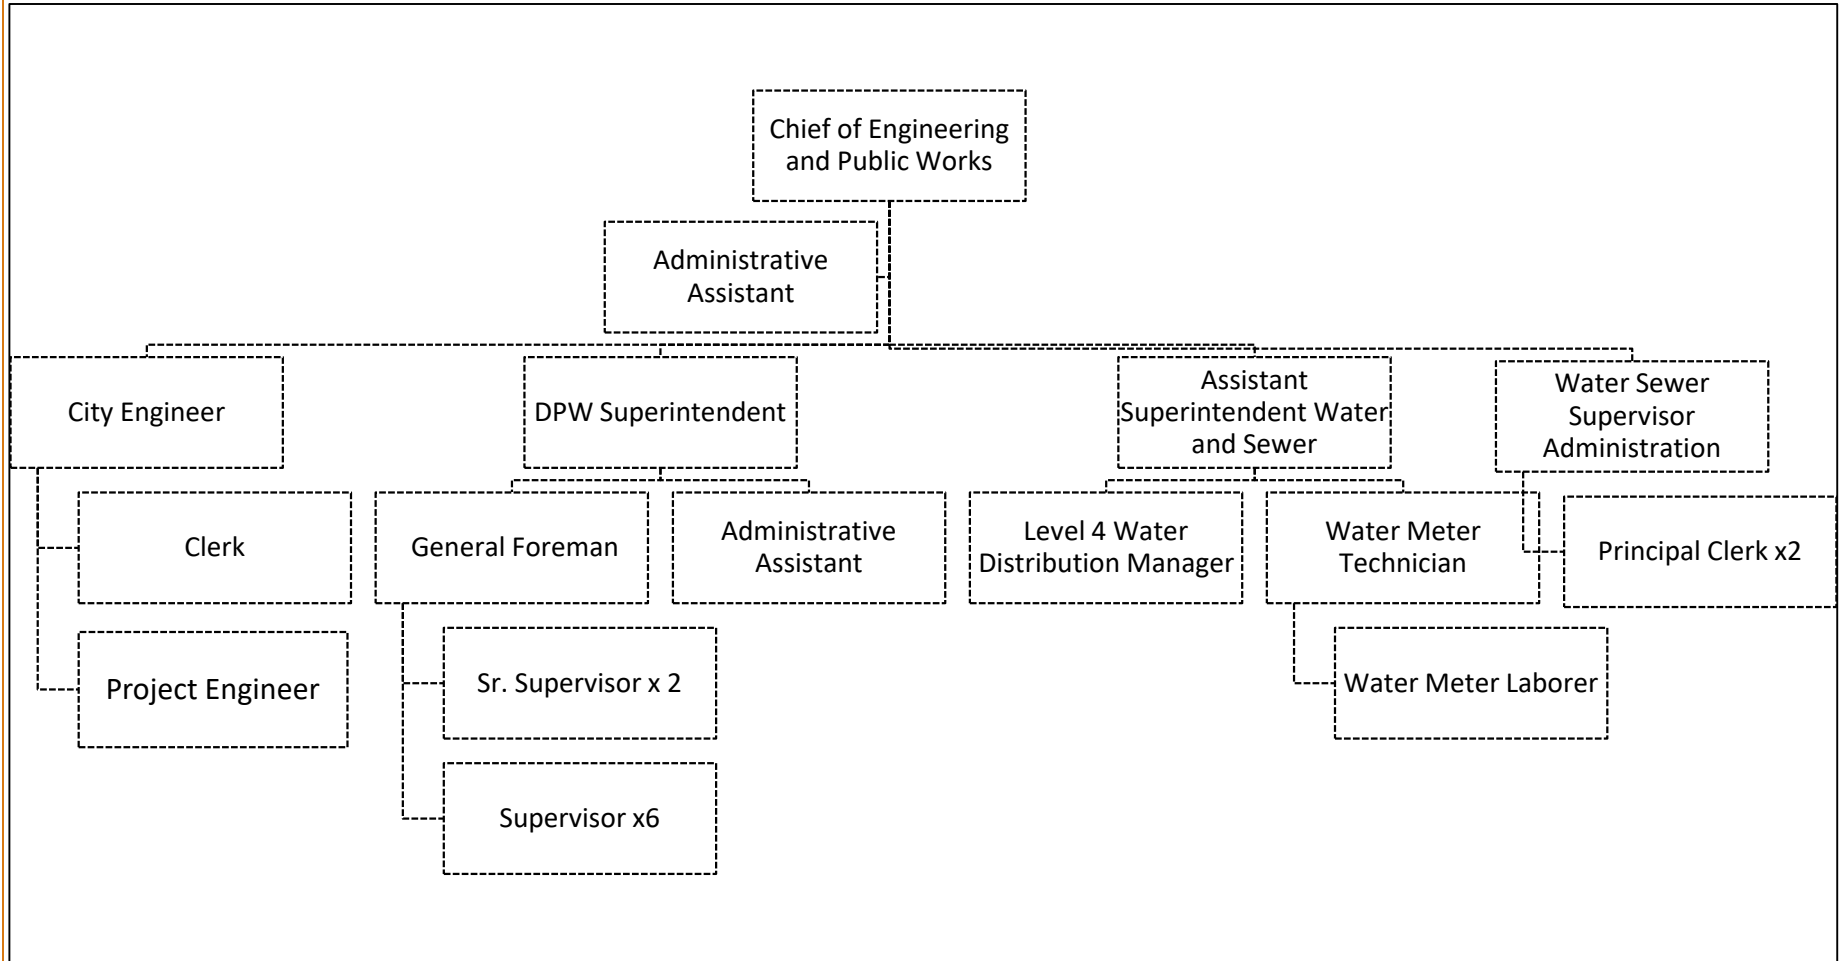 Chief of Engineering
and Public Works
Administrative
Assistant
City Engineer
DPW Superintendent
Assistant
Superintendent Water
and Sewer
Water Sewer
Supervisor
Administration
Clerk
General Foreman
Administrative
Assistant
Level 4 Water
Distribution Manager
Water Meter
Technician
Principal Clerk x2
Project Engineer
Sr. Supervisor x 2
Water Meter Laborer
Supervisor x6